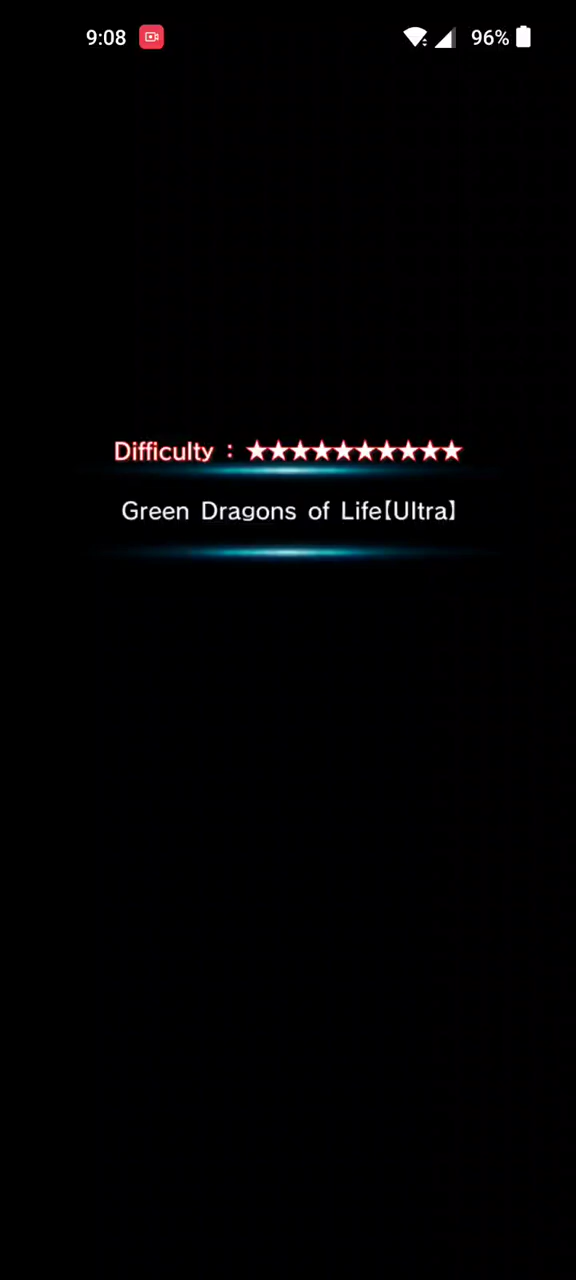 9:08 96%
Difficulty : ★★★★★★★★★★
Green Dragons of Life【Ultra】